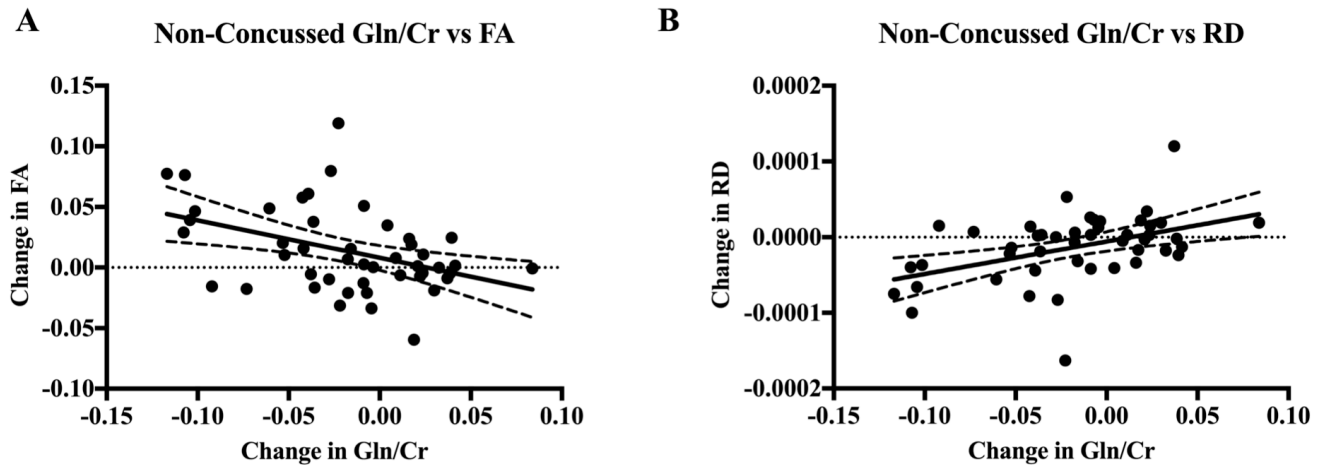 A
Non-Concussed Gln/Cr vs FA
0.15
0.10
0.05
0.00
-0.05
-0.10
Change in FA
-0.15
-0.10
-0.05
0.00
0.05
0.10
Change in Gln/Cr
B
Non-Concussed Gln/Cr vs RD
0.0002
0.0001
0.0000
-0.0001
-0.0002
Change in RD
-0.15
-0.10
-0.05
0.00
0.05
0.10
Change in Gln/Cr